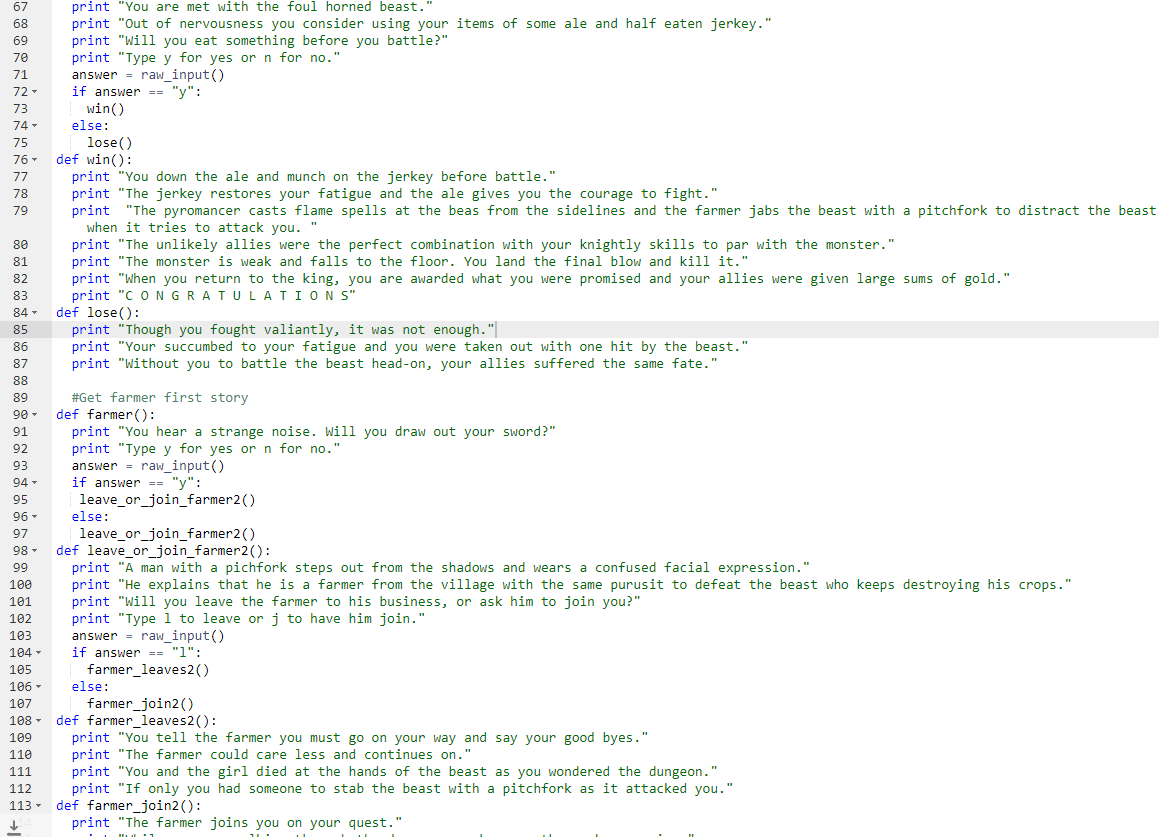 67 print "You are met with the foul horned beast."
68 print "Out of nervousness you consider using your items of some ale and half eaten jerkey."
69 print "Will you eat something before you battle?"
70 print "Type y for yes or n for no."
71 answer = raw_input()
72 if answer == "y":
73 win()
74 else:
75 lose()
76 def win():
77 print "You down the ale and munch on the jerkey before battle."
78 print "The jerkey restores your fatigue and the ale gives you the courage to fight."
79 print  "The pyromancer casts flame spells at the beas from the sidelines and the farmer jabs the beast with a pitchfork to distract the beast
when it tries to attack you. "
80 print "The unlikely allies were the perfect combination with your knightly skills to par with the monster."
81 print "The monster is weak and falls to the floor. You land the final blow and kill it."
82 print "When you return to the king, you are awarded what you were promised and your allies were given large sums of gold."
83 print "C O N G R A T U L A T I O N S"
84 def lose():
85 print "Though you fought valiantly, it was not enough."
86 print "Your succumbed to your fatigue and you were taken out with one hit by the beast."
87 print "Without you to battle the beast head-on, your allies suffered the same fate."
88
89 #Get farmer first story
90 def farmer():
91 print "You hear a strange noise. Will you draw out your sword?"
92 print "Type y for yes or n for no."
93 answer = raw_input()
94 if answer == "y":
95 leave_or_join_farmer2()
96 else:
97 leave_or_join_farmer2()
98 def leave_or_join_farmer2():
99 print "A man with a pichfork steps out from the shadows and wears a confused facial expression."
100 print "He explains that he is a farmer from the village with the same purusit to defeat the beast who keeps destroying his crops."
101 print "Will you leave the farmer to his business, or ask him to join you?"
102 print "Type l to leave or j to have him join."
103 answer = raw_input()
104 if answer == "l":
105 farmer_leaves2()
106 else:
107 farmer_join2()
108 def farmer_leaves2():
109 print "You tell the farmer you must go on your way and say your good byes."
110 print "The farmer could care less and continues on."
111 print "You and the girl died at the hands of the beast as you wondered the dungeon."
112 print "If only you had someone to stab the beast with a pitchfork as it attacked you."
113 def farmer_join2():
114 print "The farmer joins you on your quest."